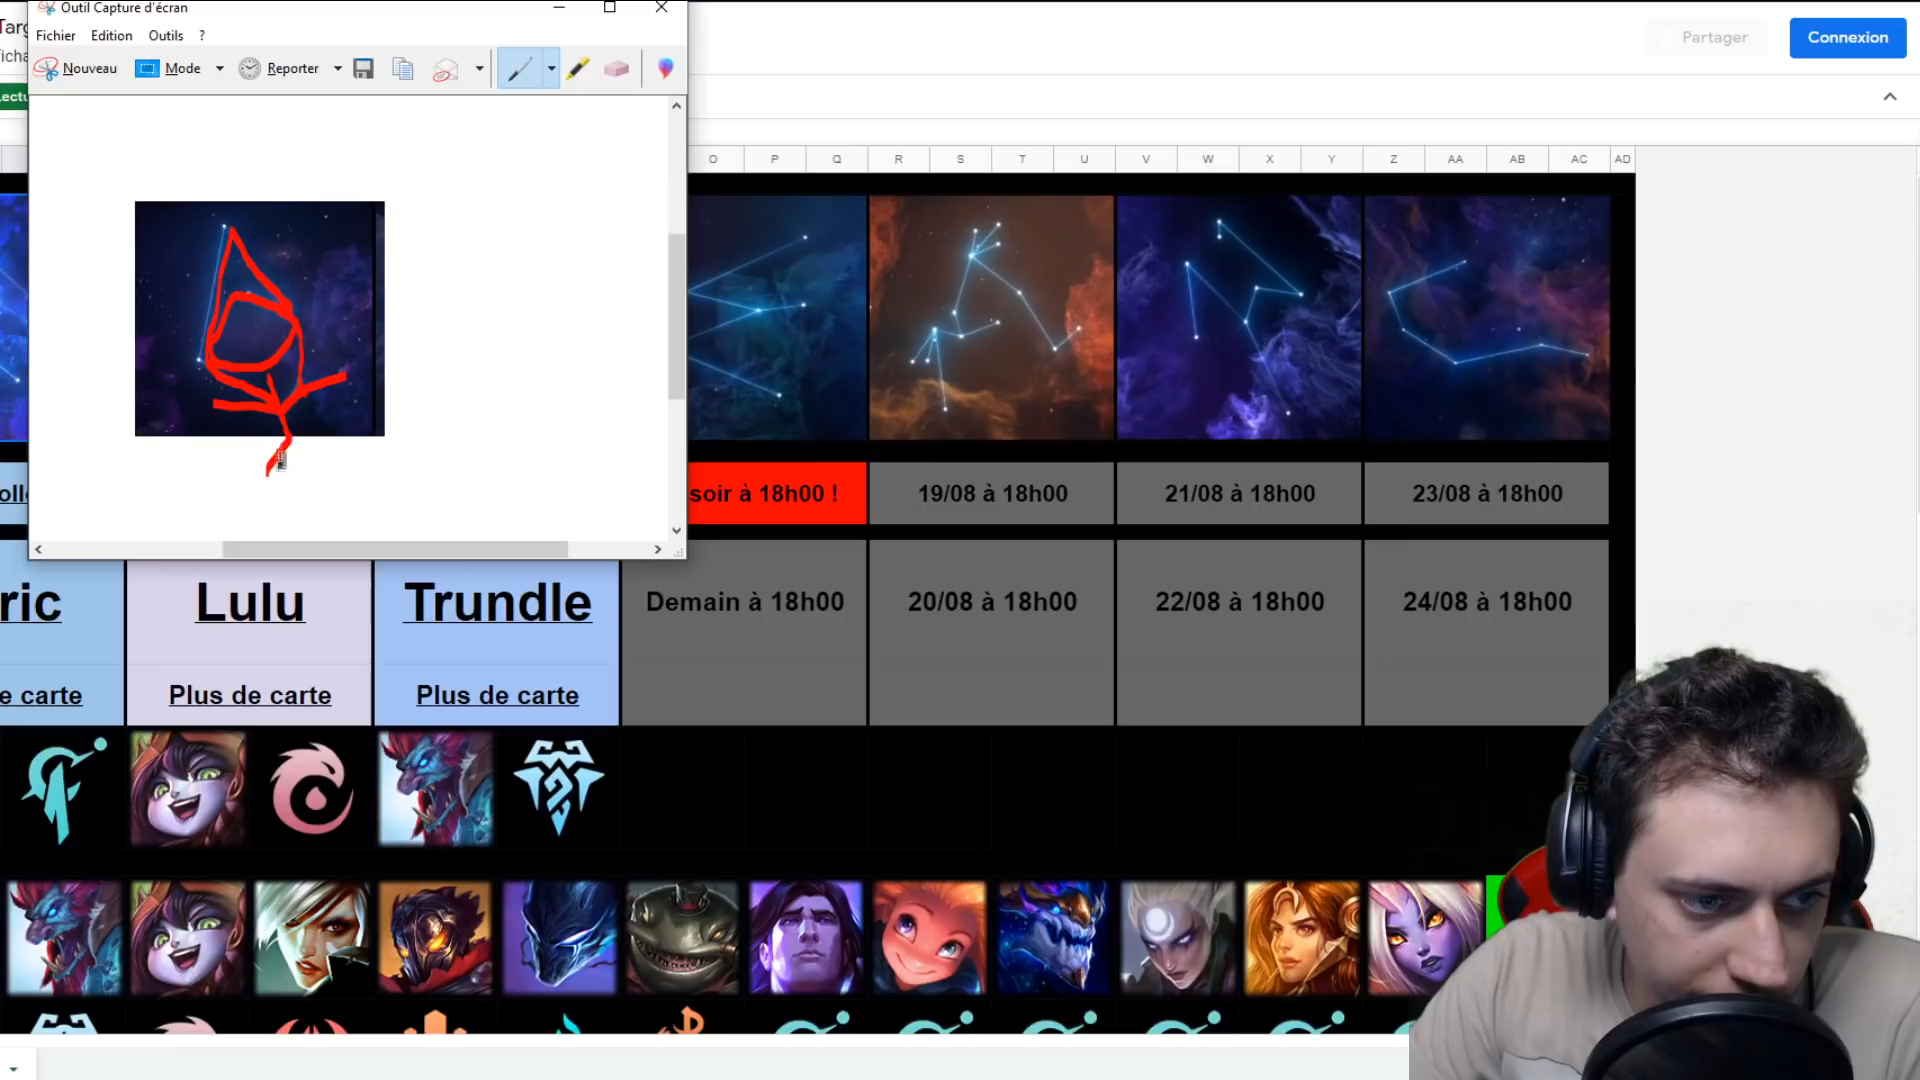 Outil Capture d'écran
Fichier Edition Outils ?
Nouveau Mode Reporter
Partager
Connexion
O P Q R S T U V W X Y Z AA AB AC AD
soir à 18h00 ! 19/08 à 18h00 21/08 à 18h00 23/08 à 18h00
ric Lulu Trundle Demain à 18h00 20/08 à 18h00 22/08 à 18h00 24/08 à 18h00
e carte Plus de carte Plus de carte